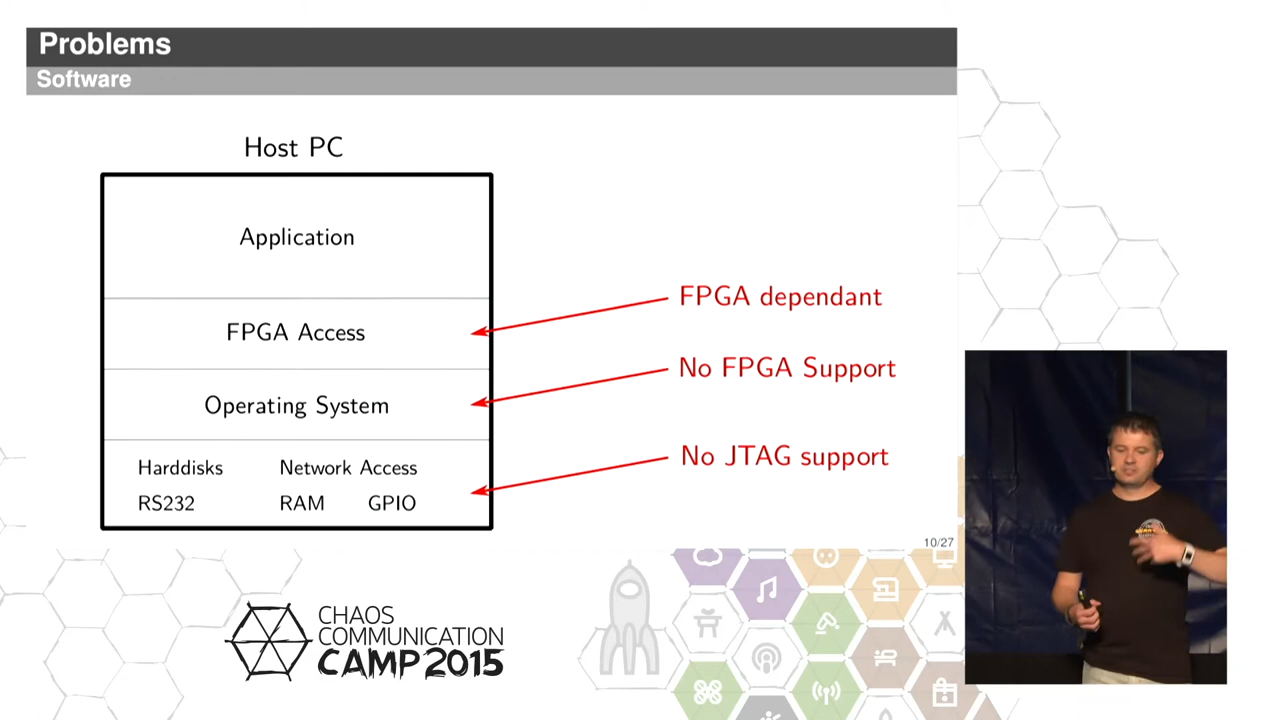 Problems
Software
Host PC
Application
FPGA Access
Operating System
Harddisks Network Access
RS232 RAM GPIO
FPGA dependant
No FPGA Support
No JTAG support
10/27
CHAOS
COMMUNICATION
CAMP 2015